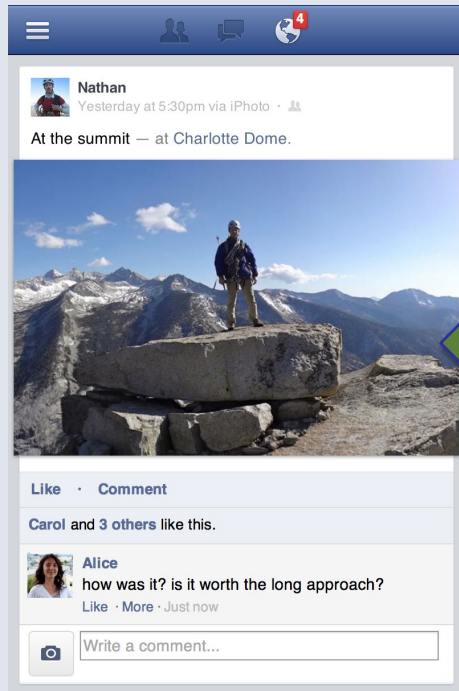 4
Nathan
Yesterday at 5:30pm via iPhoto ·
At the summit — at Charlotte Dome.
Like · Comment
Carol and 3 others like this.
Alice
how was it? is it worth the long approach?
Like · More · Just now
Write a comment...